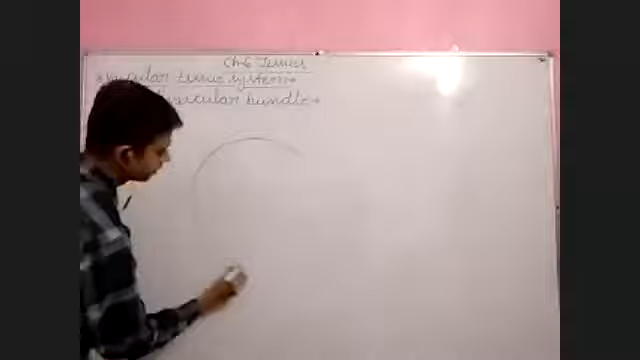 Ch-6 Tissues
vascular tissue system
vascular bundle